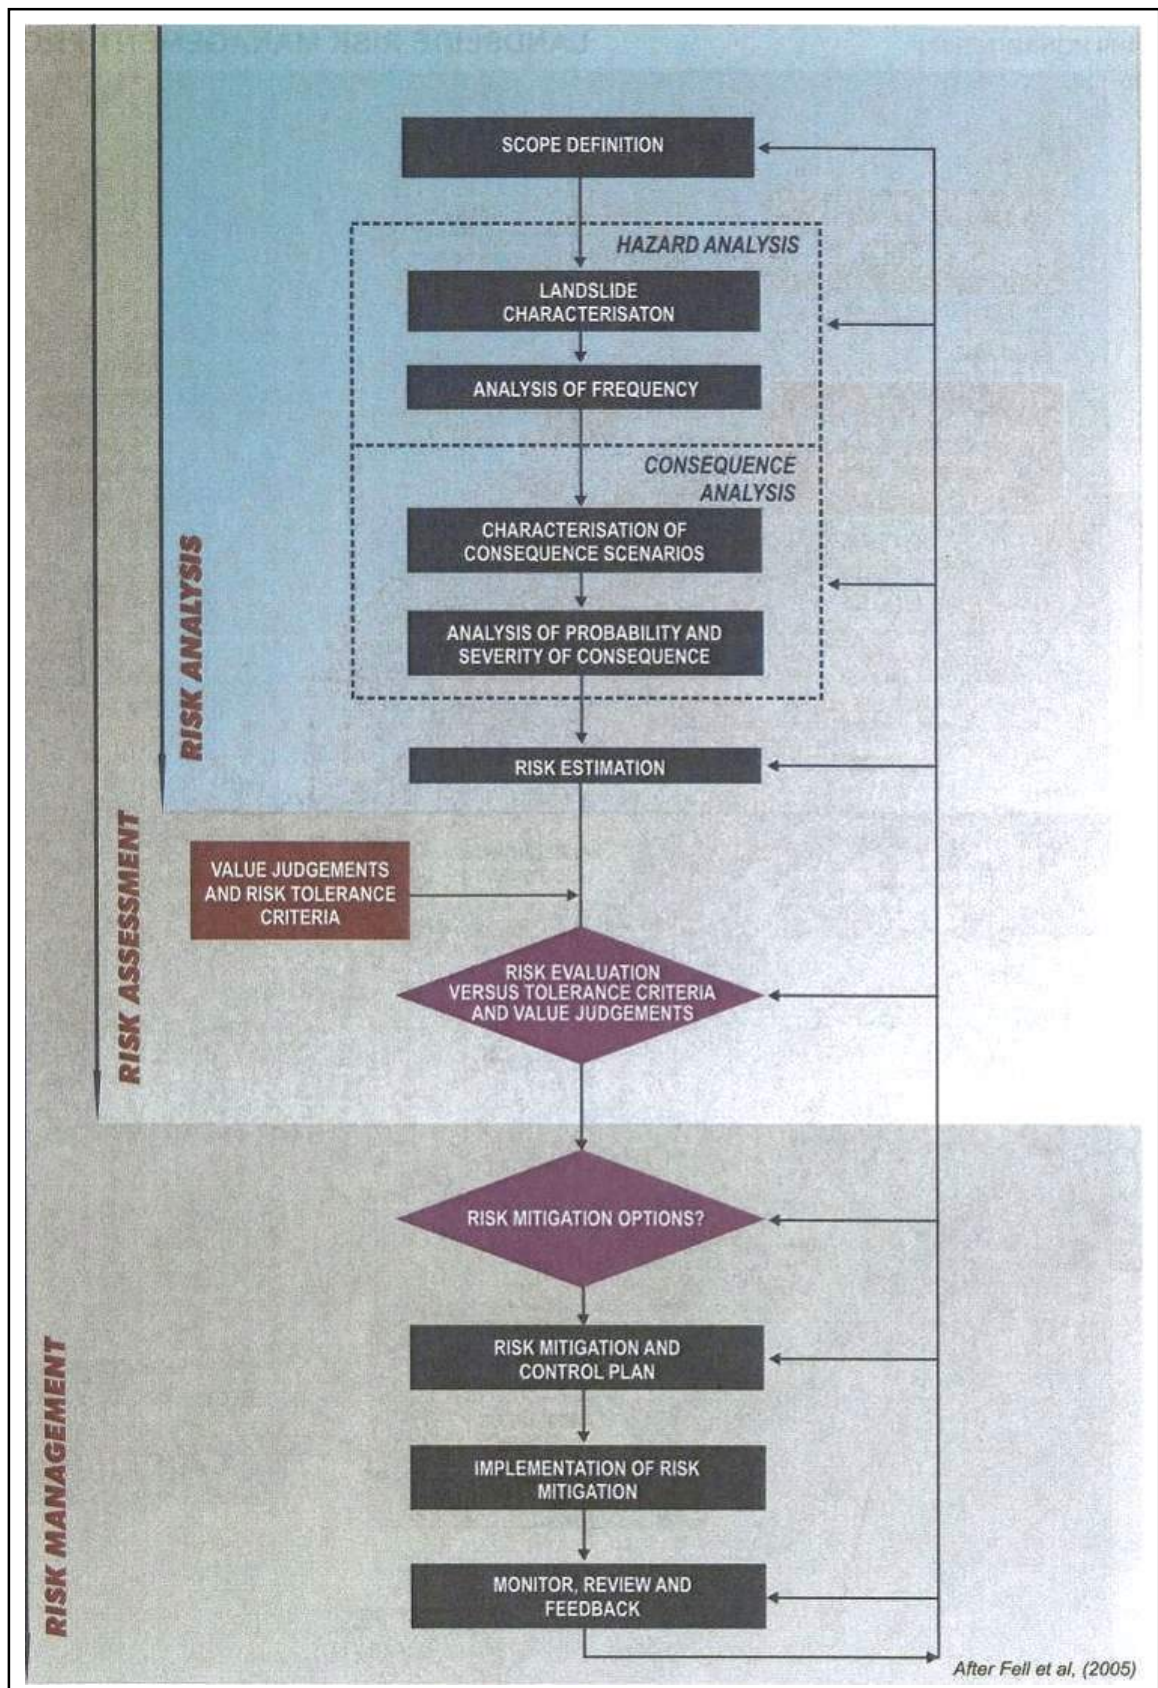 SCOPE DEFINITION
HAZARD ANALYSIS
LANDSLIDE
CHARACTERISATON
ANALYSIS OF FREQUENCY
CONSEQUENCE
ANALYSIS
CHARACTERISATION OF
CONSEQUENCE SCENARIOS
ANALYSIS OF PROBABILITY AND
SEVERITY OF CONSEQUENCE
RISK ANALYSIS
RISK ESTIMATION
VALUE JUDGEMENTS
AND RISK TOLERANCE
CRITERIA
RISK ASSESSMENT
RISK EVALUATION
VERSUS TOLERANCE CRITERIA
AND VALUE JUDGEMENTS
RISK MITIGATION OPTIONS?
RISK MITIGATION AND
CONTROL PLAN
IMPLEMENTATION OF RISK
MITIGATION
RISK MANAGEMENT
MONITOR, REVIEW AND
FEEDBACK
After Fell et al, (2005)